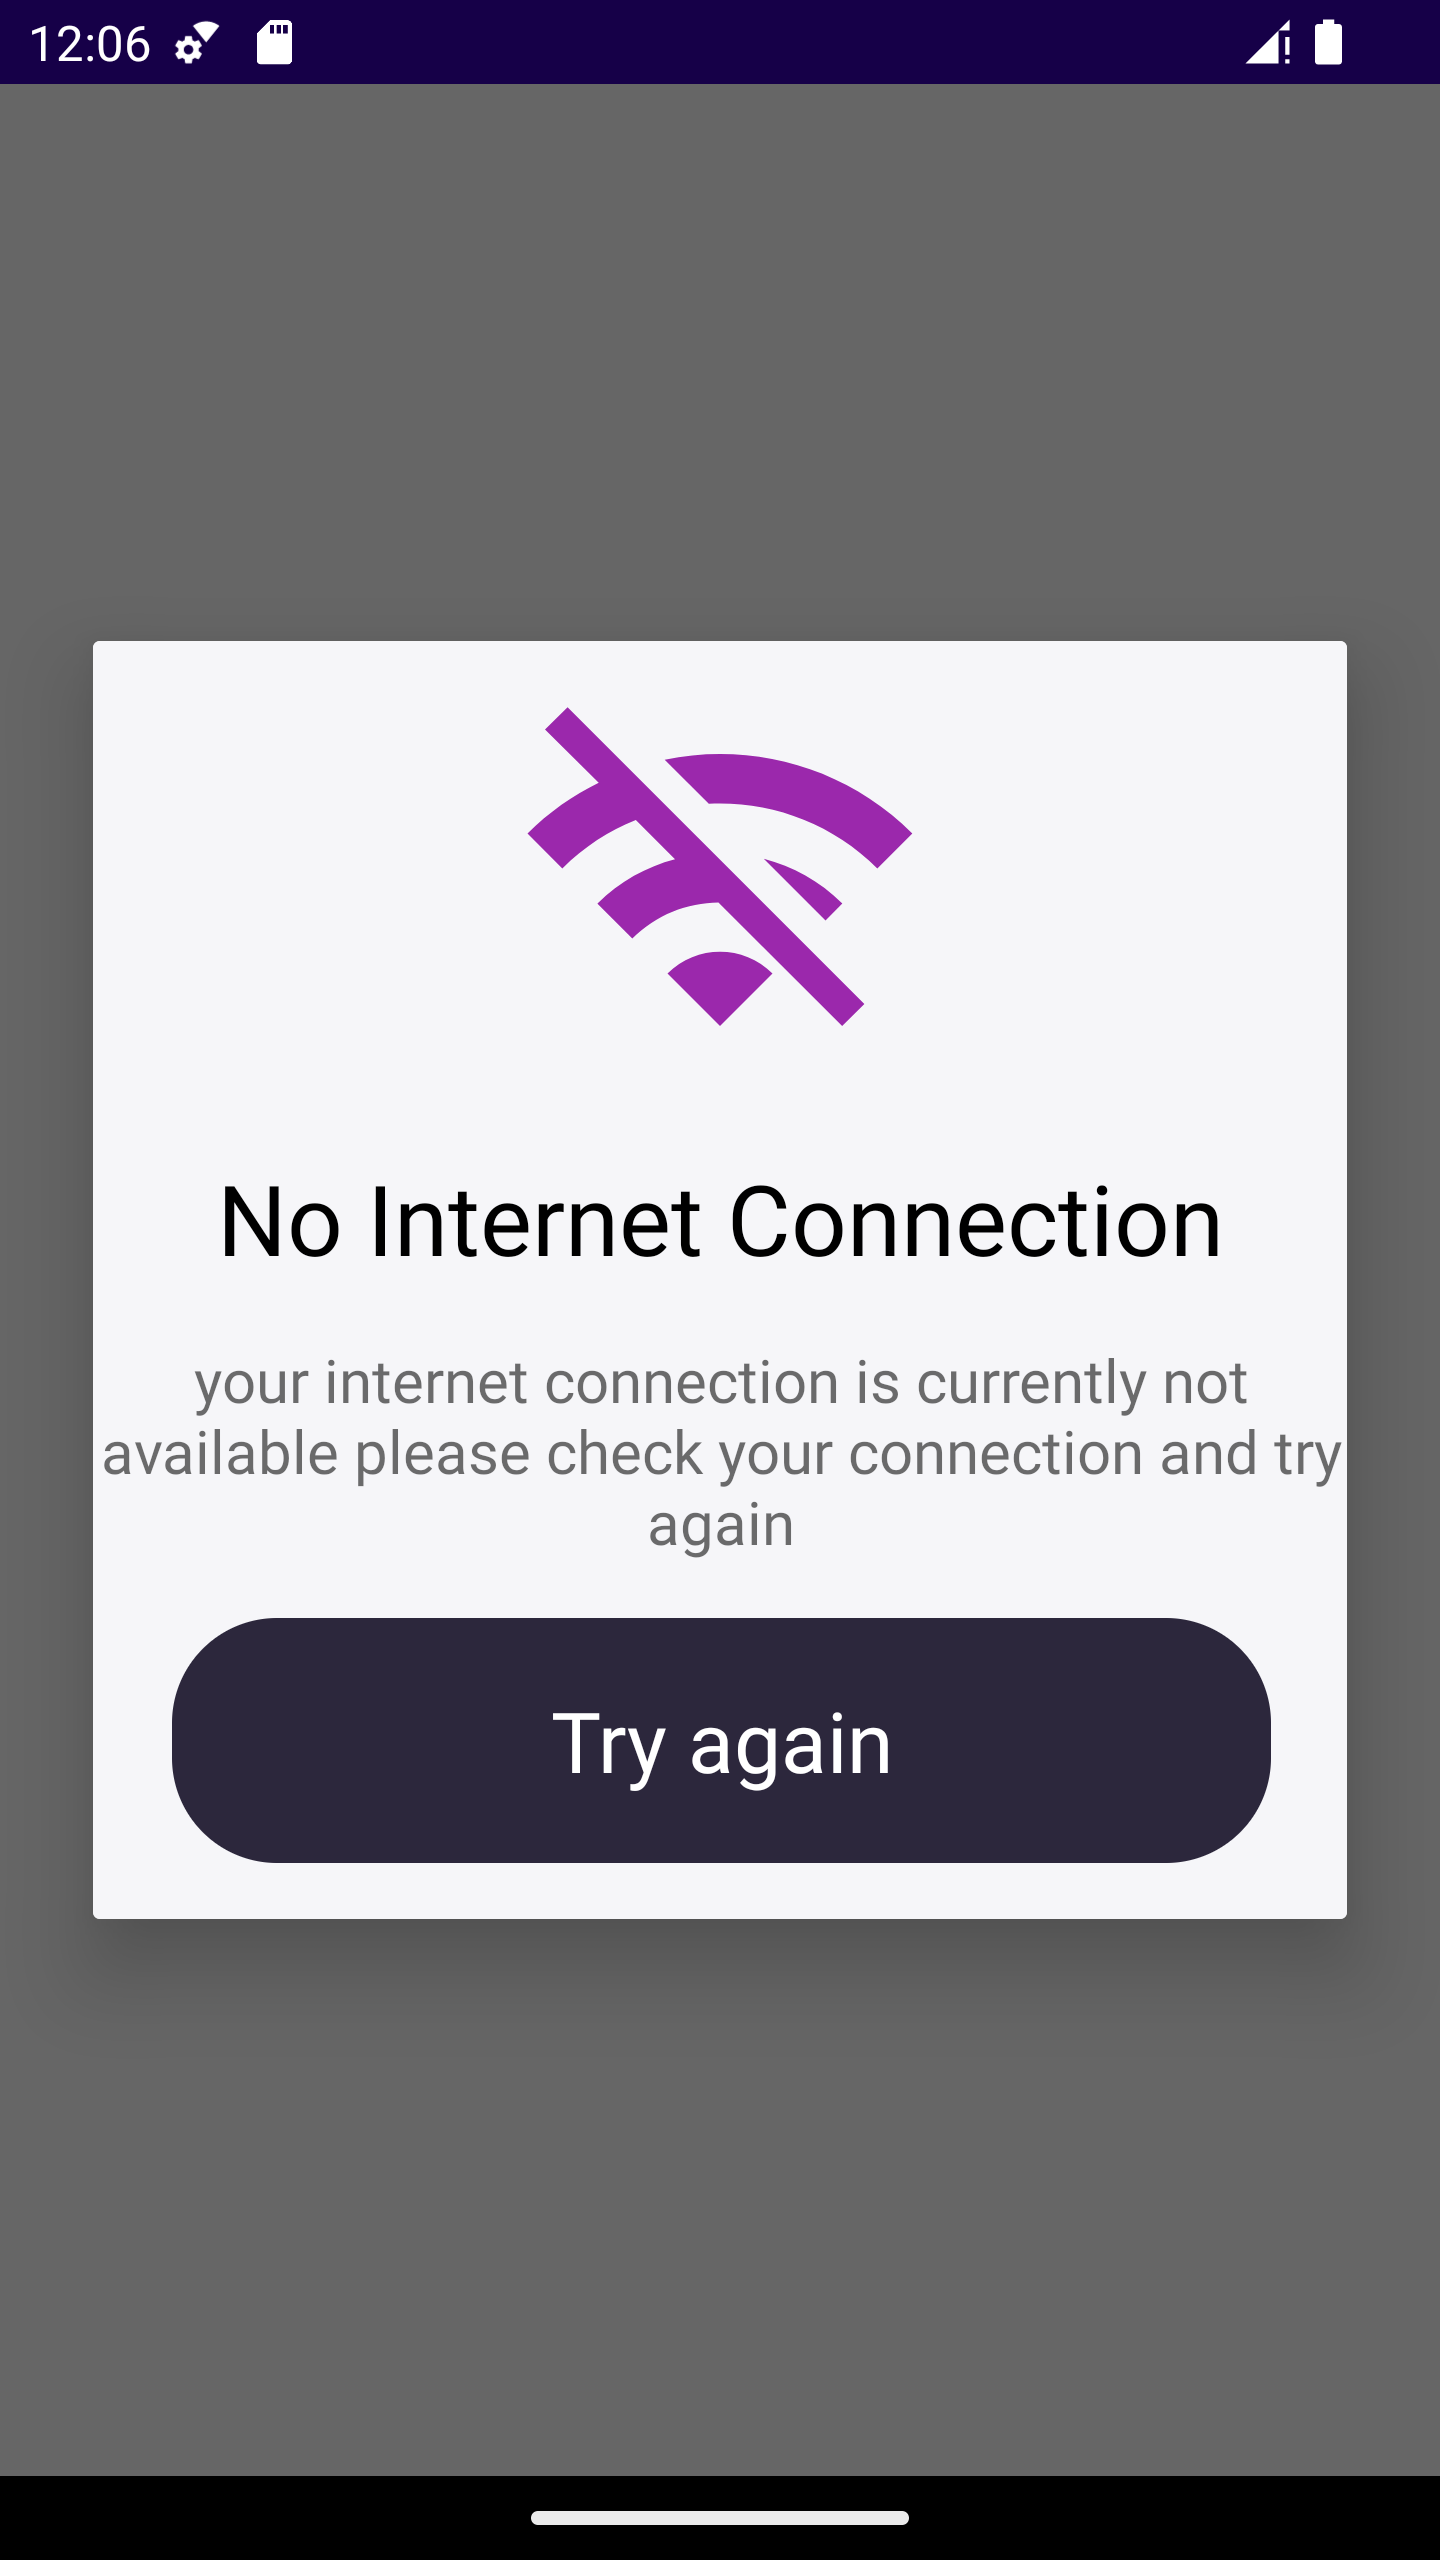 12:06
No Internet Connection
your internet connection is currently not
available please check your connection and try
again
Try again